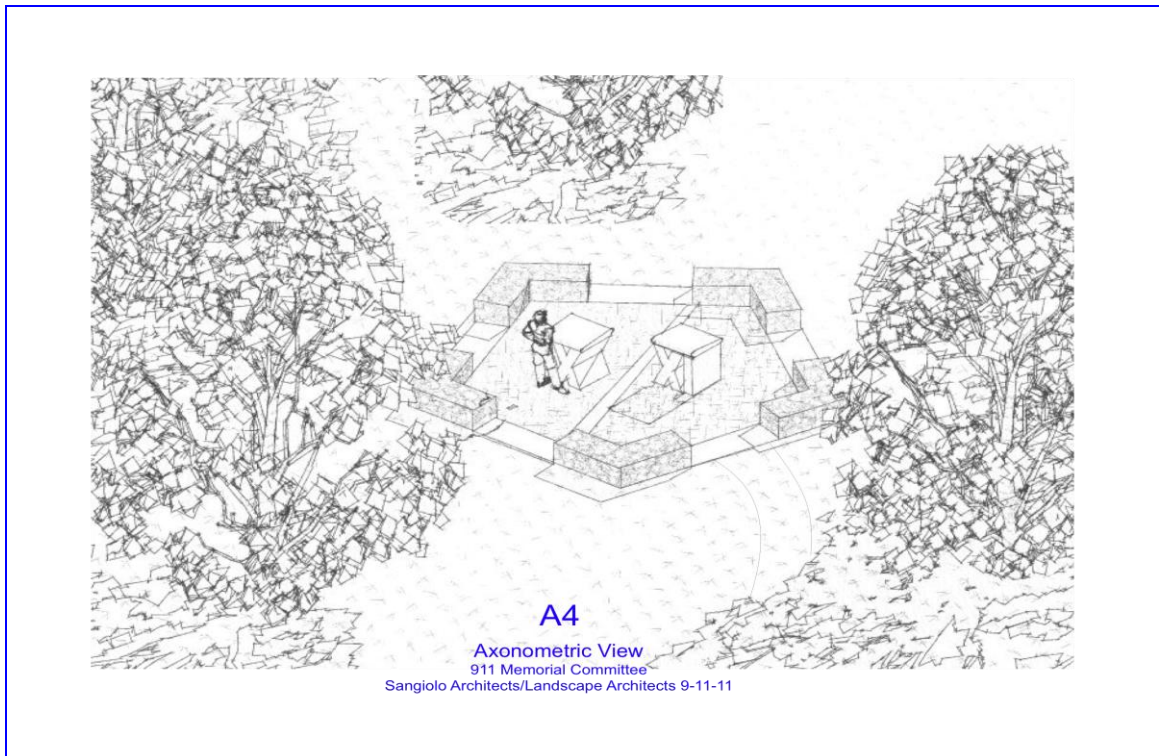 A4
Axonometric View
911 Memorial Committee
Sangiolo Architects/Landscape Architects 9-11-11